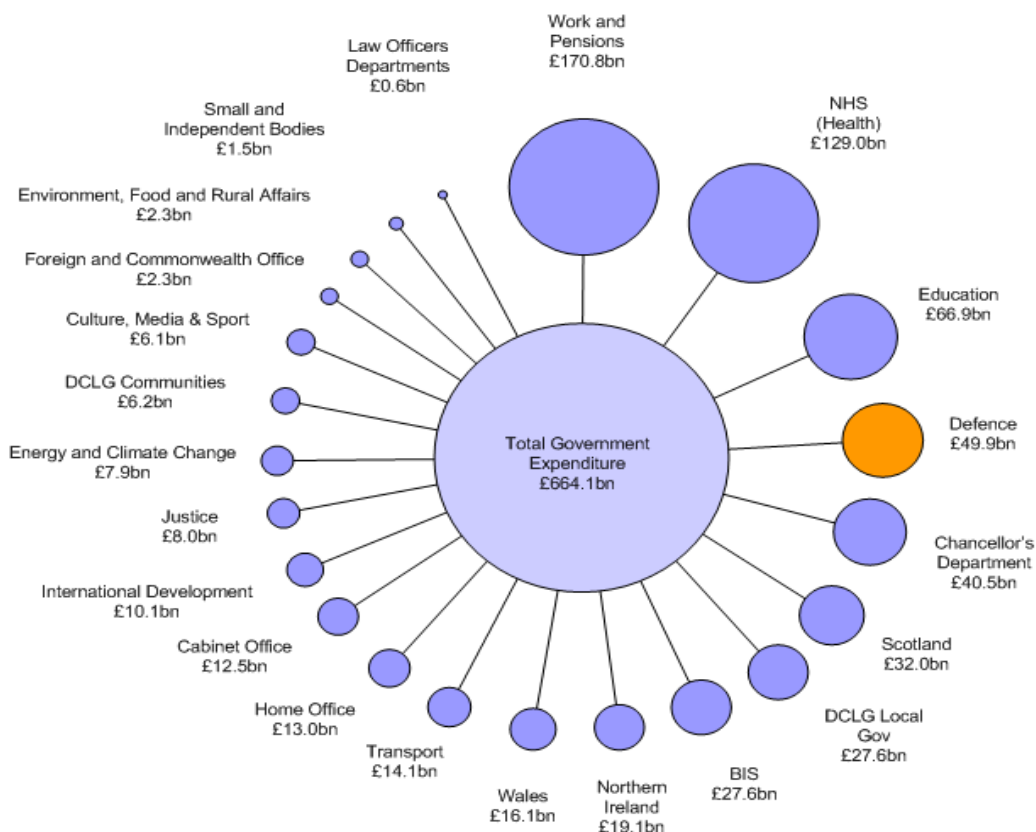 Work and
Pensions
£170.8bn
Law Officers
Departments
£0.6bn
NHS
(Health)
£129.0bn
Small and
Independent Bodies
£1.5bn
Environment, Food and Rural Affairs
£2.3bn
Foreign and Commonwealth Office
£2.3bn
Education
£66.9bn
Culture, Media & Sport
£6.1bn
DCLG Communities
£6.2bn
Defence
£49.9bn
Total Government
Expenditure
£664.1bn
Energy and Climate Change
£7.9bn
Justice
£8.0bn
Chancellor's
Department
£40.5bn
International Development
£10.1bn
Cabinet Office
£12.5bn
Scotland
£32.0bn
Home Office
£13.0bn
DCLG Local
Gov
£27.6bn
Transport
£14.1bn
BIS
£27.6bn
Wales
£16.1bn
Northern
Ireland
£19.1bn